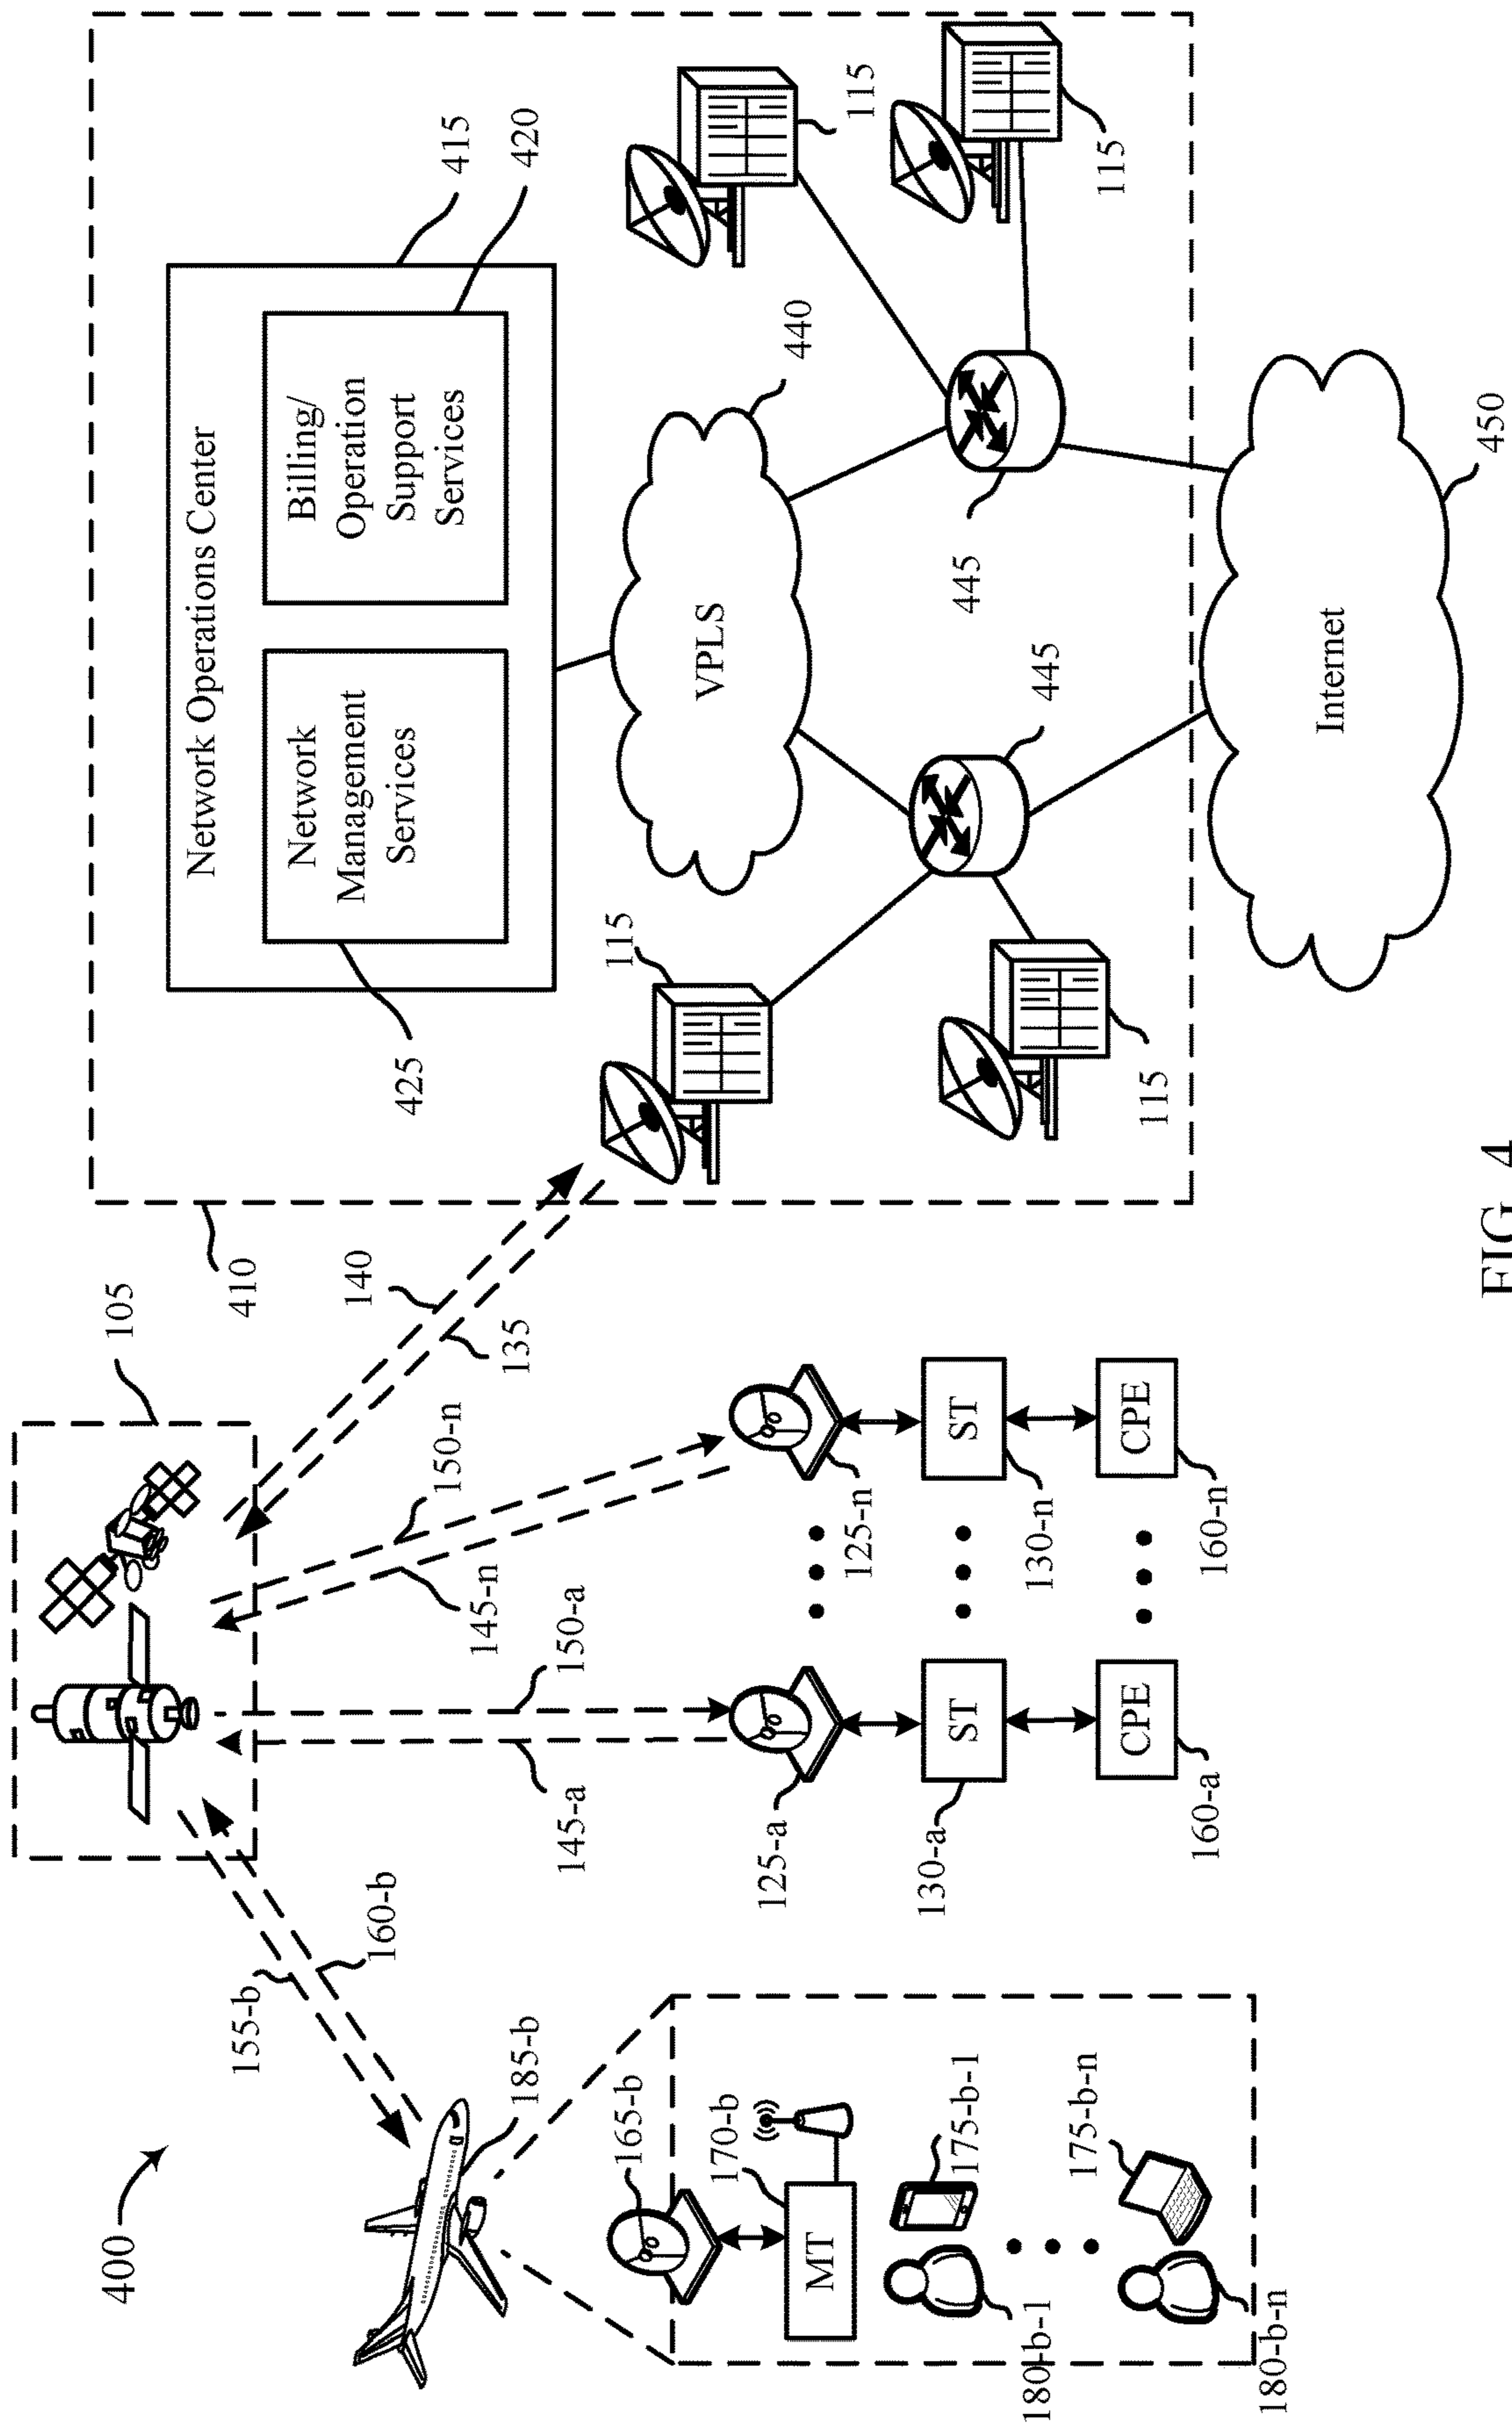 400
155-b
160-b
185-b
165-b
170-b
MT
175-b-1
180-b-1
175-b-n
180-b-n
105
145-a
150-a
145-n
150-n
140
135
125-a
125-n
ST
ST
130-a
130-n
CPE
CPE
160-a
160-n
410
Network Operations Center
415
Network
Management
Services
425
Billing/
Operation
Support
Services
420
VPLS
440
115
115
115
115
445
445
Internet
450
FIG. 4